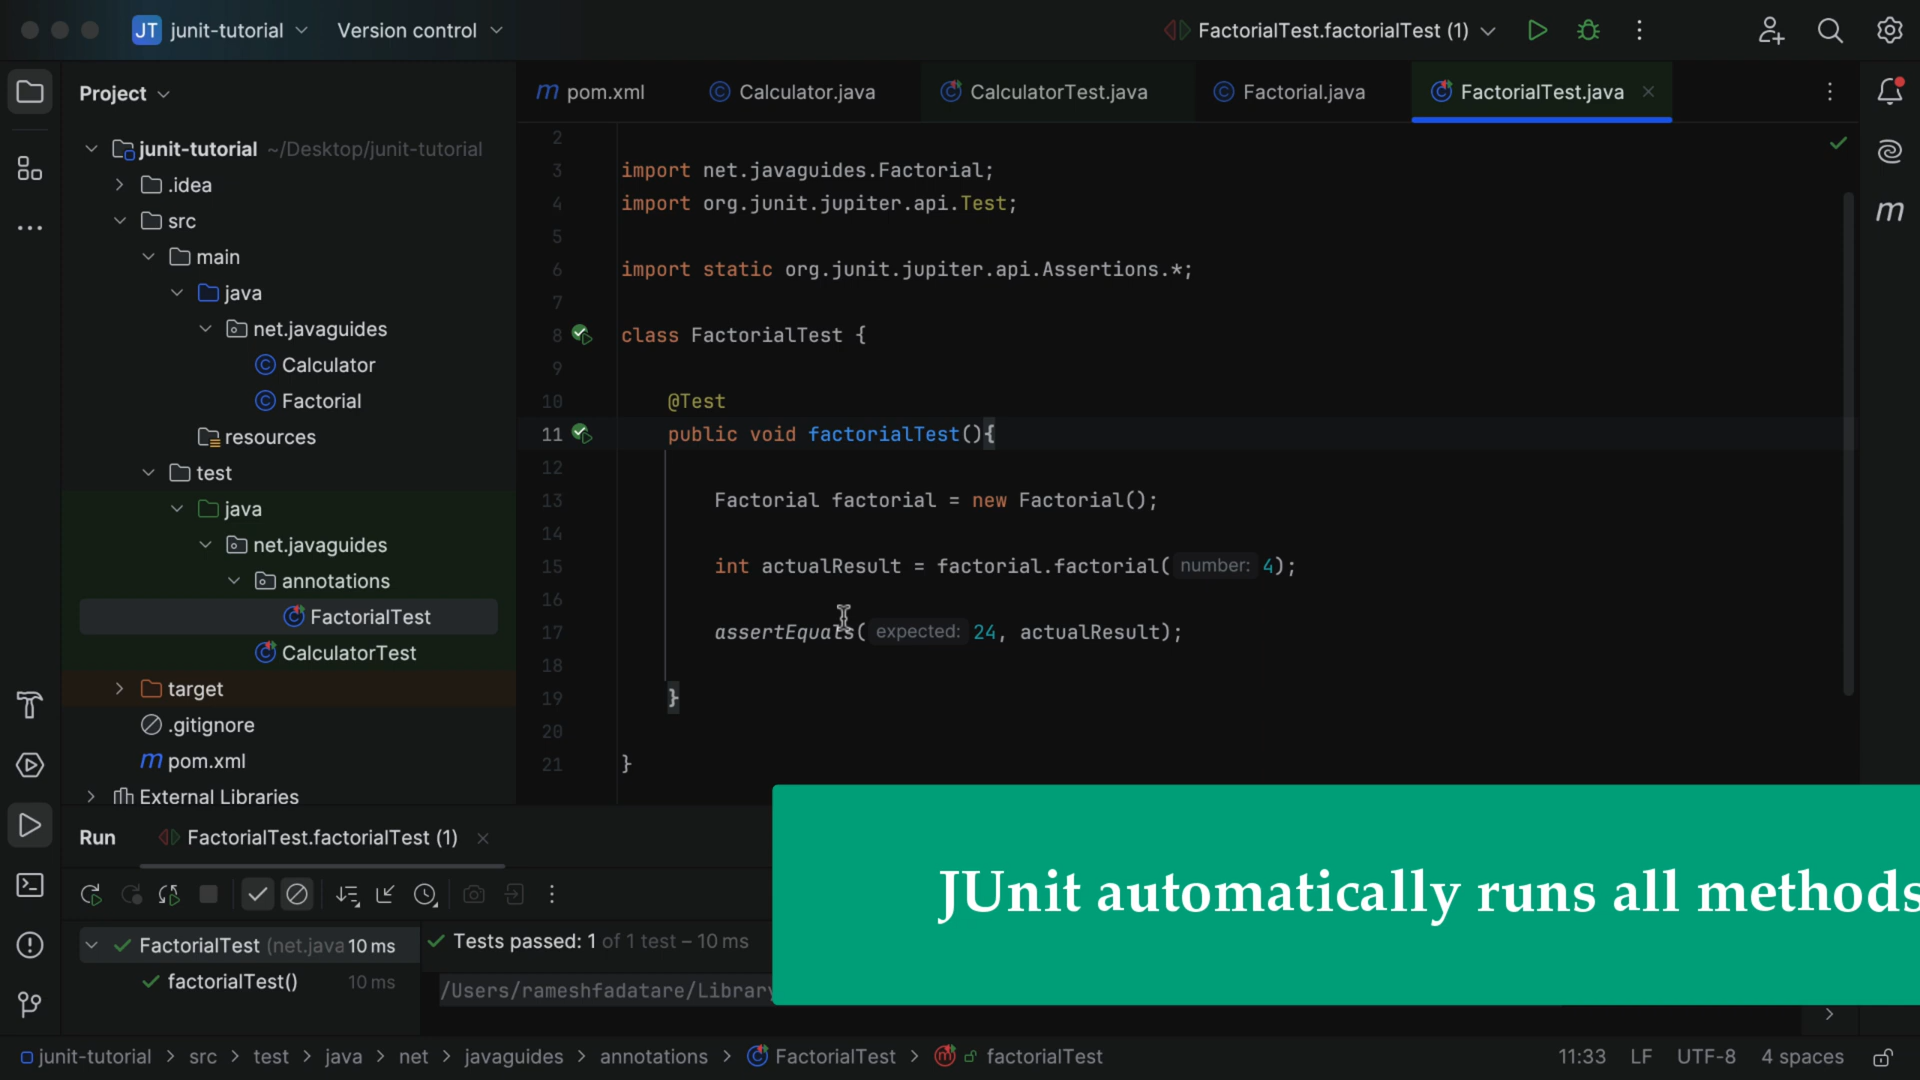 JT junit-tutorial Version control FactorialTest.factorialTest (1)
Project
pom.xml Calculator.java CalculatorTest.java Factorial.java FactorialTest.java
junit-tutorial ~/Desktop/junit-tutorial
.idea
src
main
java
net.javaguides
Calculator
Factorial
resources
test
java
net.javaguides
annotations
FactorialTest
CalculatorTest
target
.gitignore
pom.xml
External Libraries
2
3 import net.javaguides.Factorial;
4 import org.junit.jupiter.api.Test;
5
6 import static org.junit.jupiter.api.Assertions.*;
7
8 class FactorialTest {
9
10 @Test
11 public void factorialTest(){
12
13 Factorial factorial = new Factorial();
14
15 int actualResult = factorial.factorial( number: 4);
16
17 assertEquals( expected: 24, actualResult);
18
19 }
20
21 }
Run FactorialTest.factorialTest (1)
FactorialTest (net.java 10 ms
factorialTest() 10 ms
Tests passed: 1 of 1 test – 10 ms
/Users/rameshfadatare/Library
JUnit automatically runs all methods
junit-tutorial > src > test > java > net > javaguides > annotations > FactorialTest > factorialTest 11:33 LF UTF-8 4 spaces